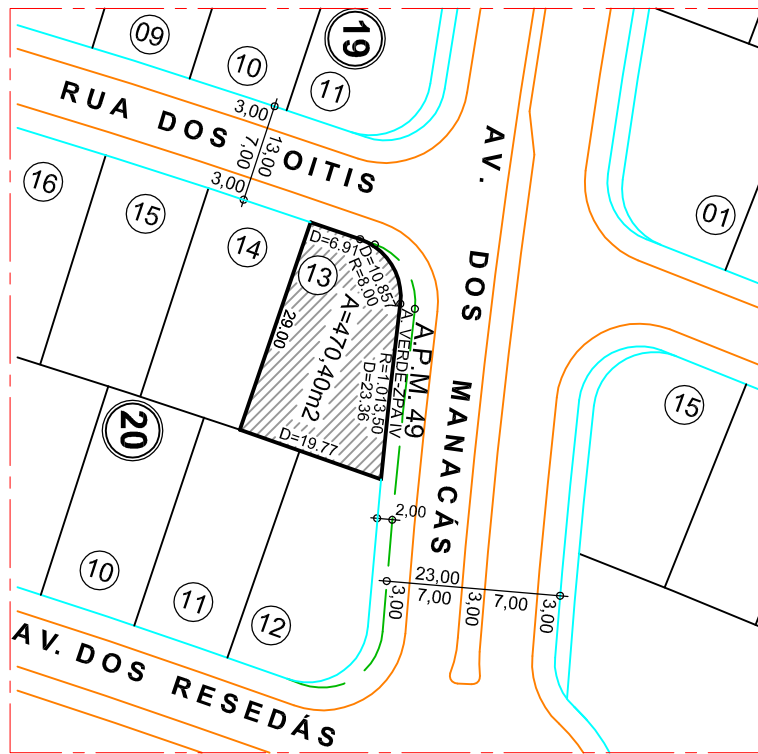 09
10
11
19
RUA DOS OITIS
3,00
13,00
7,00
3,00
AV. DOS MANACÁS
01
16
15
14
13
D=6.91
D=10.857
R=8.00
A=470,40m2
29.00
D=19.77
A. VERDE-ZPA IV
R=1.013,50
D=23.36
A.P.M. 49
15
20
2,00
23,00
3,00
7,00
3,00
7,00
3,00
10
11
12
AV. DOS RESEDÁS